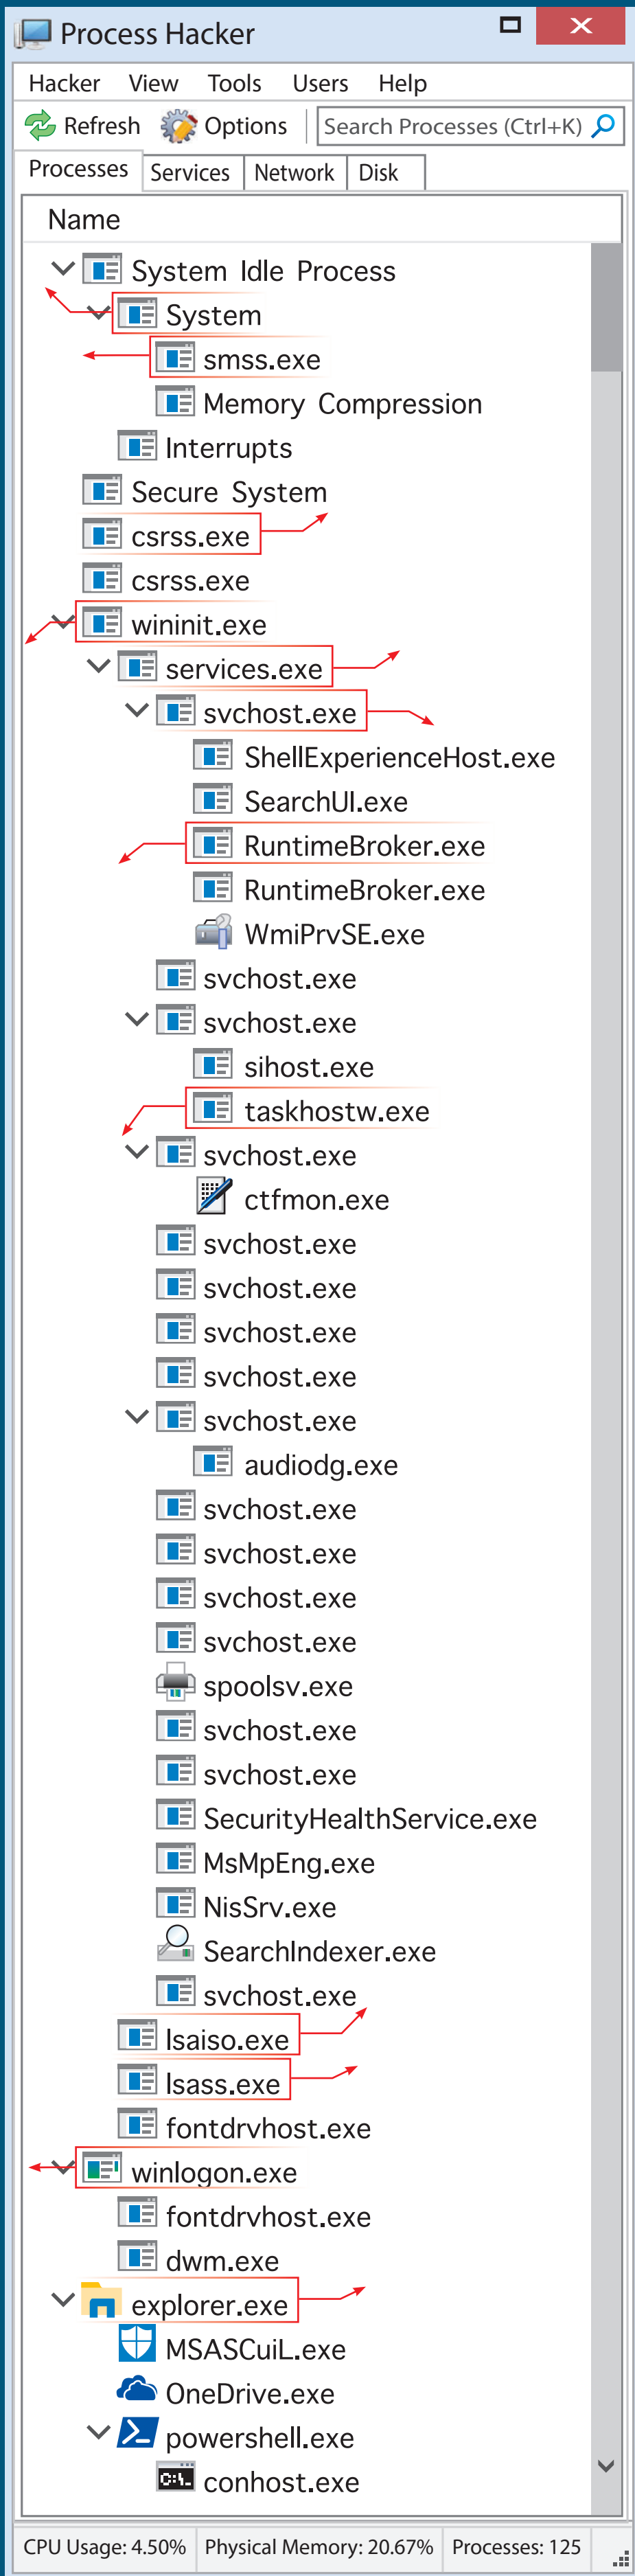 Process Hacker
Hacker View Tools Users Help
Refresh Options Search Processes (Ctrl+K)
Processes Services Network Disk
Name
System Idle Process
System
smss.exe
Memory Compression
Interrupts
Secure System
csrss.exe
csrss.exe
wininit.exe
services.exe
svchost.exe
ShellExperienceHost.exe
SearchUI.exe
RuntimeBroker.exe
RuntimeBroker.exe
WmiPrvSE.exe
svchost.exe
svchost.exe
sihost.exe
taskhostw.exe
svchost.exe
ctfmon.exe
svchost.exe
svchost.exe
svchost.exe
svchost.exe
svchost.exe
audiodg.exe
svchost.exe
svchost.exe
svchost.exe
svchost.exe
spoolsv.exe
svchost.exe
svchost.exe
SecurityHealthService.exe
MsMpEng.exe
NisSrv.exe
SearchIndexer.exe
svchost.exe
lsaiso.exe
lsass.exe
fontdrvhost.exe
winlogon.exe
fontdrvhost.exe
dwm.exe
explorer.exe
MSASCuiL.exe
OneDrive.exe
powershell.exe
C:\_ conhost.exe
CPU Usage: 4.50% Physical Memory: 20.67% Processes: 125